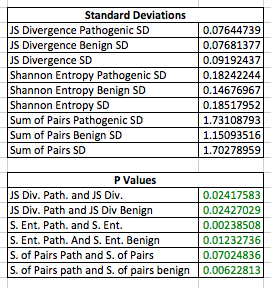 Standard Deviations
JS Divergence Pathogenic SD 0.07644739
JS Divergence Benign SD 0.07681377
JS Divergence SD 0.09192437
Shannon Entropy Pathogenic SD 0.18242244
Shannon Entropy Benign SD 0.14676967
Shannon Entropy SD 0.18517952
Sum of Pairs Pathogenic SD 1.73108793
Sum of Pairs Benign SD 1.15093516
Sum of Pairs SD 1.70278959
P Values
JS Div. Path. and JS Div. 0.02417583
JS Div. Path and JS Div Benign 0.02427029
S. Ent. Path. and S. Ent. 0.00238508
S. Ent. Path. And S. Ent. Benign 0.01232736
S. of Pairs Path and S. of Pairs 0.07024836
S. of Pairs path and S. of pairs benign 0.00622813